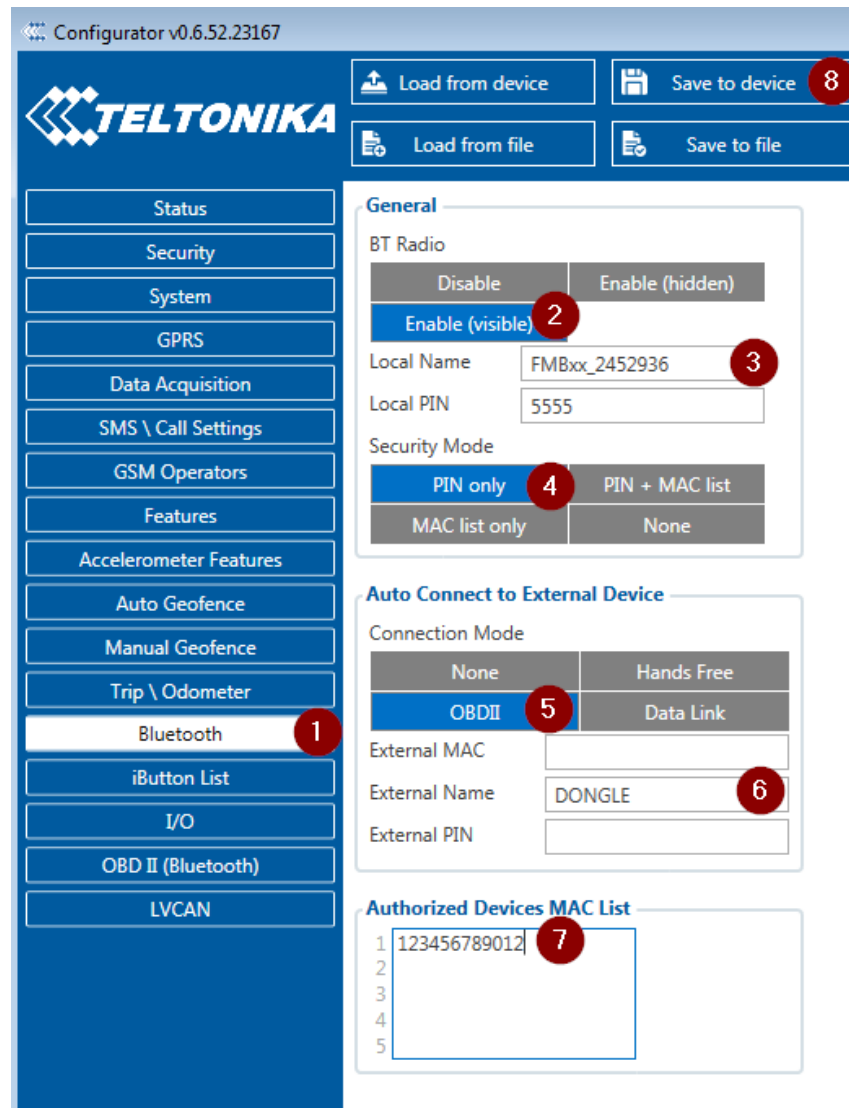 Configurator v0.6.52.23167
TELTONIKA
Load from device
Save to device 8
Load from file
Save to file
Status
Security
System
GPRS
Data Acquisition
SMS \ Call Settings
GSM Operators
Features
Accelerometer Features
Auto Geofence
Manual Geofence
Trip \ Odometer
Bluetooth 1
iButton List
I/O
OBD II (Bluetooth)
LVCAN
General
BT Radio
Disable
Enable (hidden)
Enable (visible) 2
Local Name FMBxx_2452936 3
Local PIN 5555
Security Mode
PIN only 4
PIN + MAC list
MAC list only
None
Auto Connect to External Device
Connection Mode
None
Hands Free
OBDII 5
Data Link
External MAC
External Name DONGLE 6
External PIN
Authorized Devices MAC List
1 123456789012 7
2
3
4
5